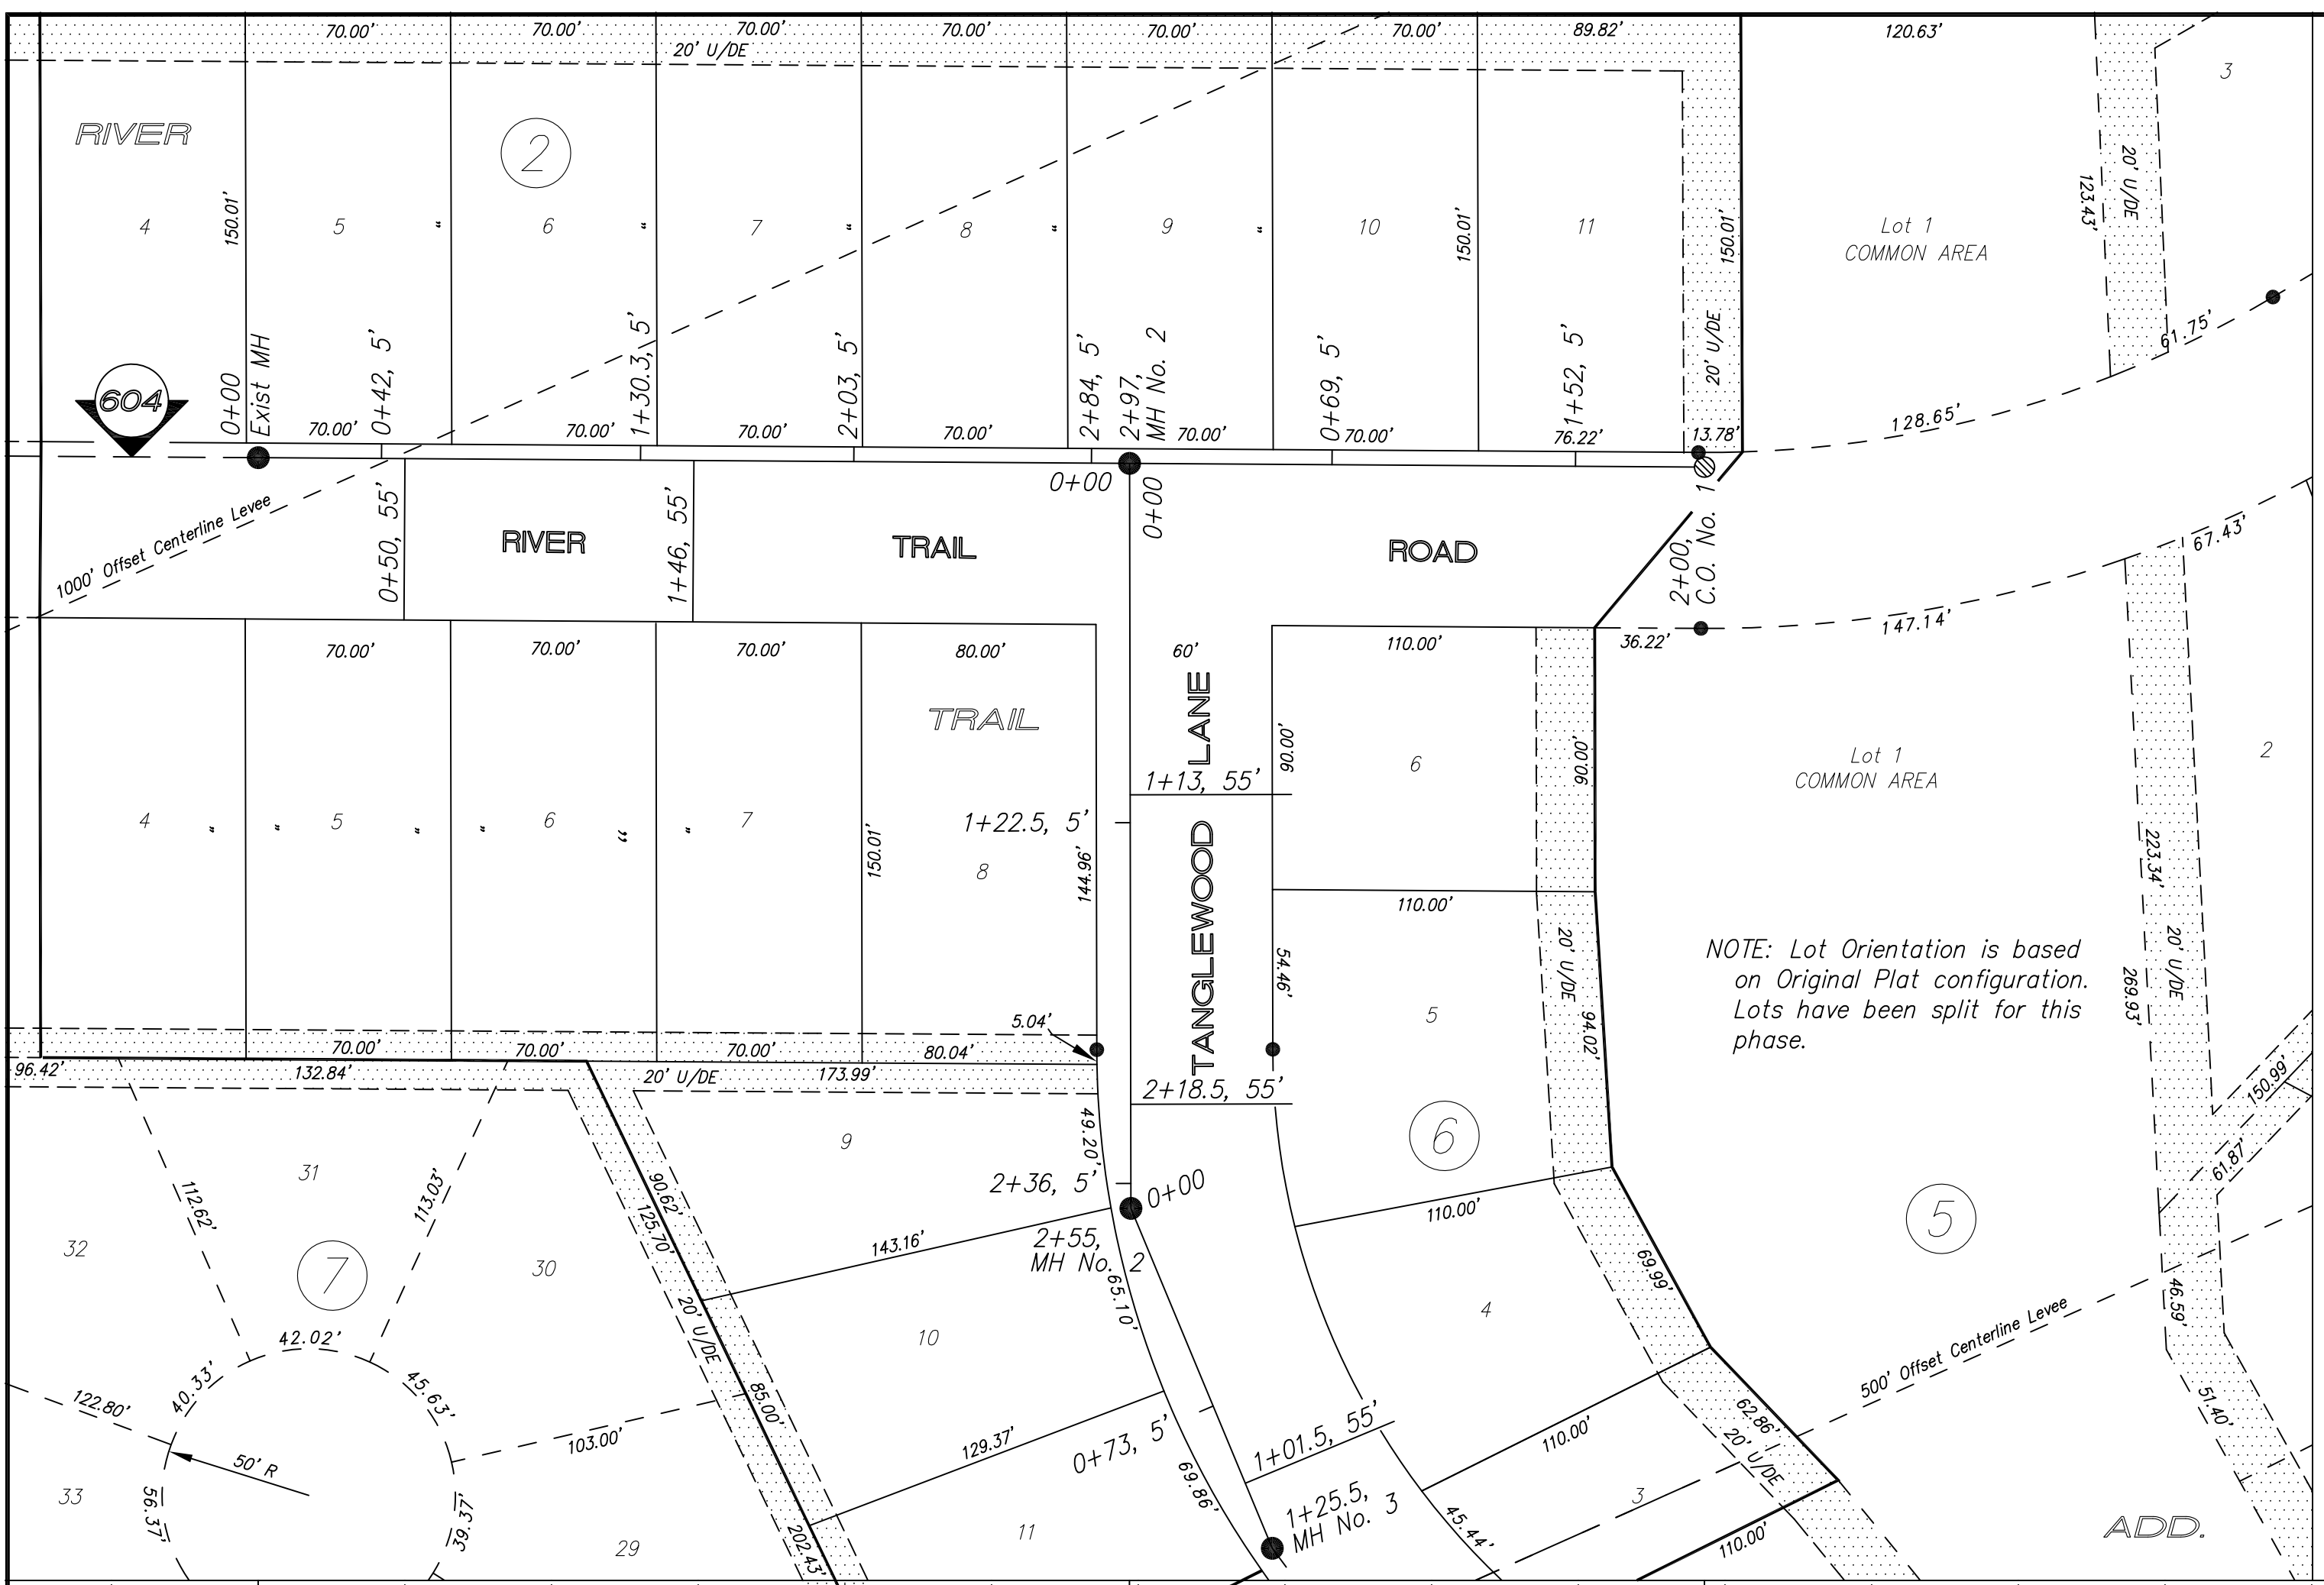 70.00' 70.00' 70.00' 70.00' 70.00' 70.00' 89.82' 120.63'
20' U/DE
3
RIVER
2
20' U/DE
123.43'
150.01'
4 5 " 6 " 7 " 8 " 9 " 10 150.01' 11 150.01'
Lot 1
COMMON AREA
61.75'
604
0+00
Exist MH
0+42, 5'
1+30.3, 5'
2+03, 5'
2+84, 5'
2+97,
MH No. 2
0+69, 5'
1+52, 5'
20' U/DE
70.00' 70.00' 70.00' 70.00' 70.00' 70.00' 76.22' 13.78'
128.65'
0+00
0+00
1000' Offset Centerline Levee
0+50, 55'
RIVER
1+46, 55'
TRAIL
ROAD
2+00,
C.O. No. 1
67.43'
147.14'
36.22'
70.00' 70.00' 70.00' 80.00' 60' 110.00'
TRAIL
LANE
90.00'
6
90.00'
Lot 1
COMMON AREA
2
1+13, 55'
1+22.5, 5'
4 " " 5 " " 6 " " 7
150.01'
8
144.96'
TANGLEWOOD
110.00'
223.34'
54.46'
20' U/DE
NOTE: Lot Orientation is based
on Original Plat configuration.
Lots have been split for this
phase.
269.93'
20' U/DE
5
94.02'
5.04'
70.00' 70.00' 70.00' 80.04'
96.42' 132.84' 20' U/DE 173.99'
2+18.5, 55'
150.99'
61.87'
49.20'
9
6
31
112.62'
113.03'
90.62'
125.70'
2+36, 5'
0+00
110.00'
5
32
7
30
143.16'
2+55,
MH No. 2
65.10'
69.99'
20' U/DE
46.59'
4
10
42.02'
40.33'
45.63'
122.80'
85.00'
500' Offset Centerline Levee
51.40'
62.86'
20' U/DE
110.00'
103.00'
129.37'
0+73, 5'
1+01.5, 55'
50' R
33
56.37'
39.37'
69.86'
1+25.5,
MH No. 3
3
45.44'
29
202.43'
11
110.00'
ADD.